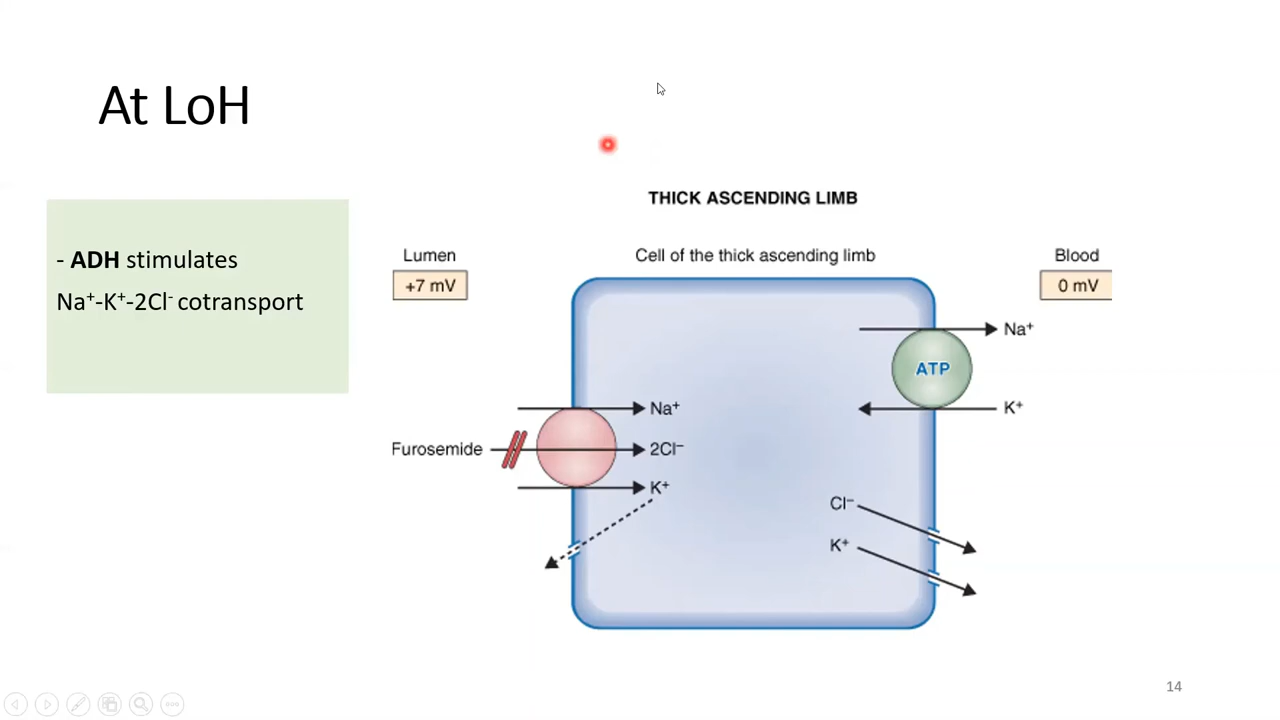 At LoH
- ADH stimulates
Na⁺-K⁺-2Cl⁻ cotransport
THICK ASCENDING LIMB
Lumen
Cell of the thick ascending limb
Blood
+7 mV
0 mV
Na⁺
ATP
K⁺
Na⁺
Furosemide
2Cl⁻
K⁺
Cl⁻
K⁺
14